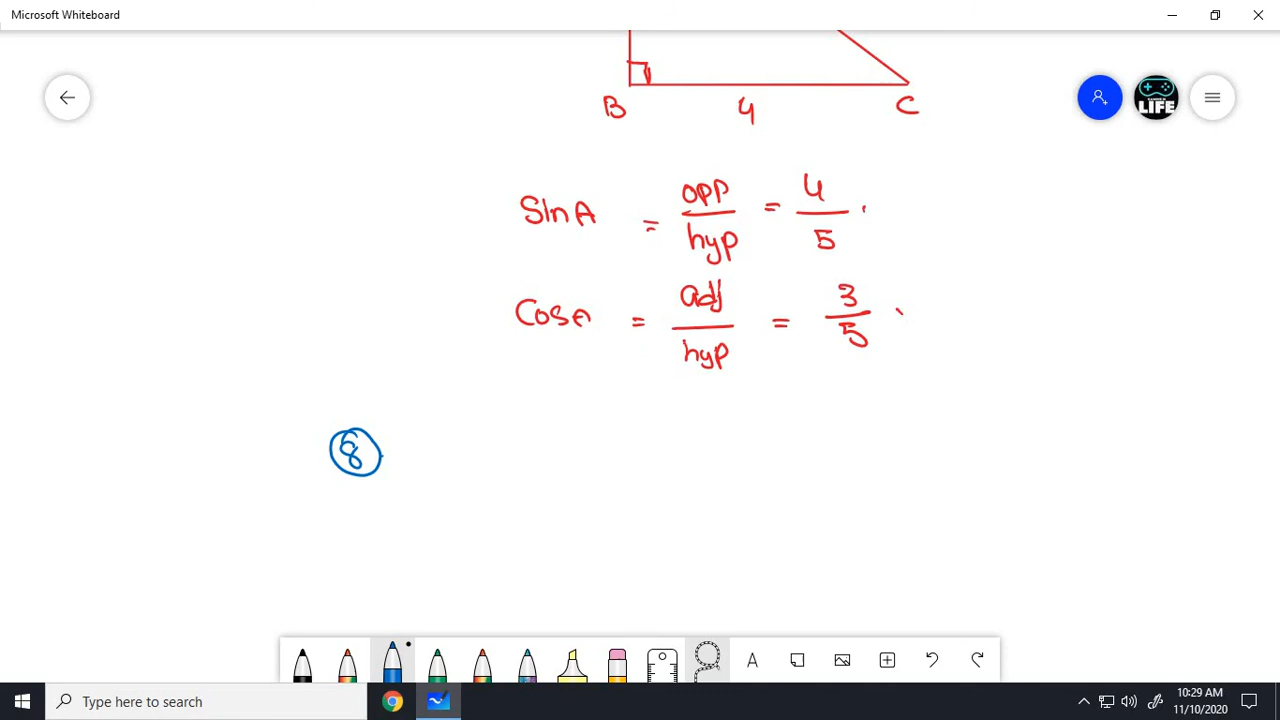 Microsoft Whiteboard
LIFE
B 4 C
SinA = opp/hyp = 4/5
CosA = adj/hyp = 3/5
8
A
Type here to search
10:29 AM
11/10/2020